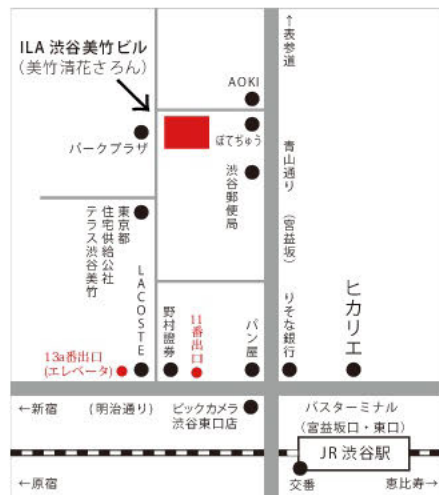 ILA 渋谷美竹ビル
(美竹清花さろん)
←表参道
AOKI
パークプラザ
ぽてぢゅう
渋谷郵便局
青山通り
(宮益坂)
東京都
住宅供給公社
テラス渋谷美竹
LACOSTE
野村證券
11番出口
パン屋
りそな銀行
ヒカリエ
13a番出口
(エレベータ)
←新宿
(明治通り)
ビックカメラ
渋谷東口店
バスターミナル
(宮益坂口・東口)
JR 渋谷駅
←原宿
交番
恵比寿→